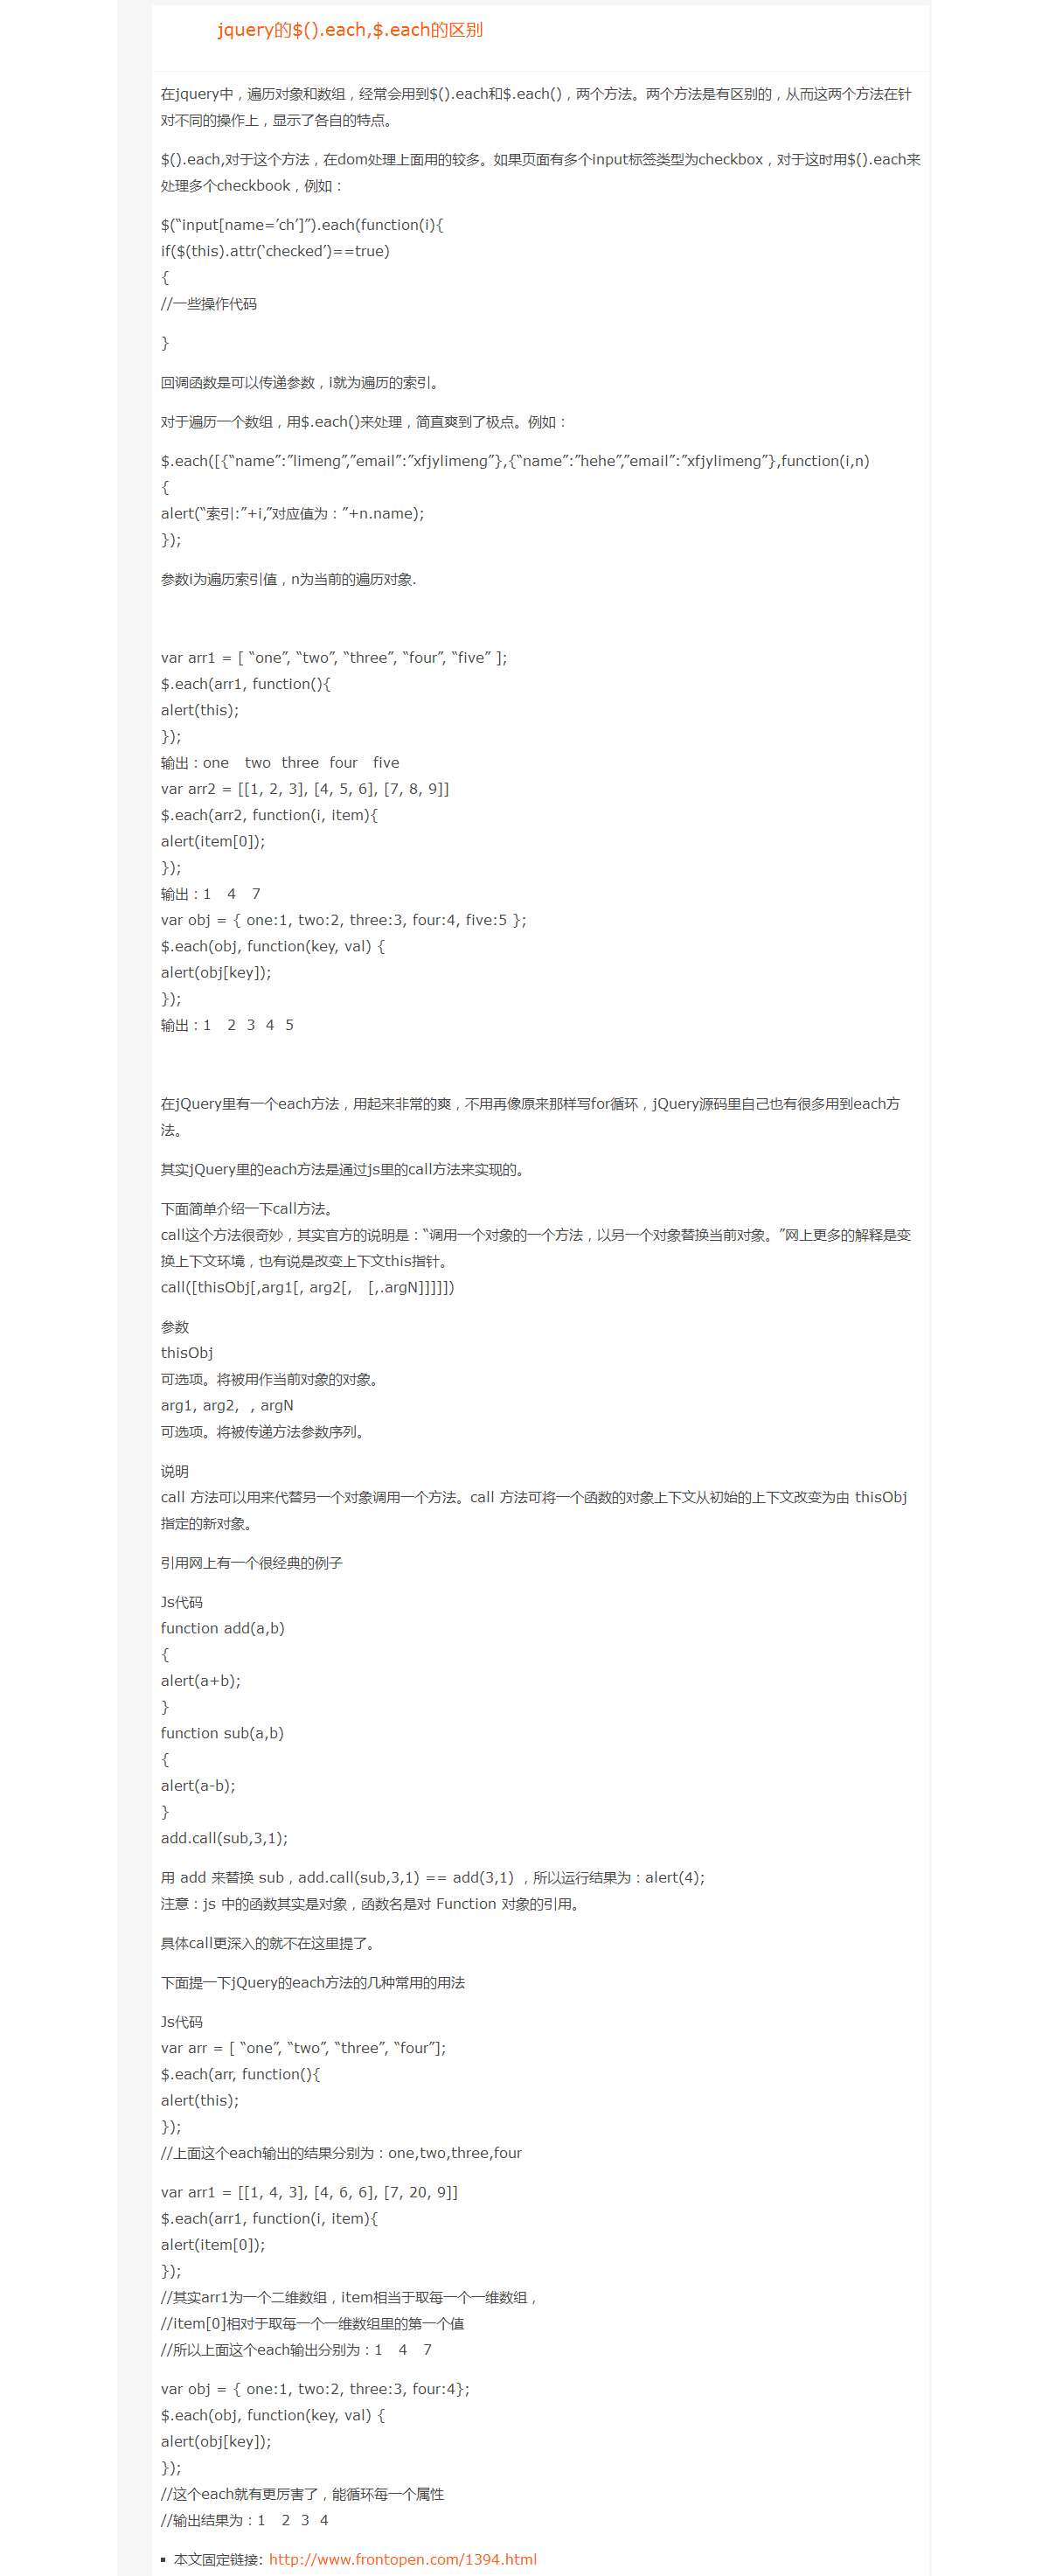 jquery的$().each,$.each的区别
在jquery中，遍历对象和数组，经常会用到$().each和$.each()，两个方法。两个方法是有区别的，从而这两个方法在针
对不同的操作上，显示了各自的特点。
$().each,对于这个方法，在dom处理上面用的较多。如果页面有多个input标签类型为checkbox，对于这时用$().each来
处理多个checkbook，例如：
$(“input[name=’ch’]”).each(function(i){
if($(this).attr(‘checked’)==true)
{
//一些操作代码
}
回调函数是可以传递参数，i就为遍历的索引。
对于遍历一个数组，用$.each()来处理，简直爽到了极点。例如：
$.each([{“name”:”limeng”,”email”:”xfjylimeng”},{“name”:”hehe”,”email”:”xfjylimeng”},function(i,n)
{
alert(“索引:”+i,”对应值为：”+n.name);
});
参数i为遍历索引值，n为当前的遍历对象.
var arr1 = [ “one”, “two”, “three”, “four”, “five” ];
$.each(arr1, function(){
alert(this);
});
输出：one   two  three  four   five
var arr2 = [[1, 2, 3], [4, 5, 6], [7, 8, 9]]
$.each(arr2, function(i, item){
alert(item[0]);
});
输出：1   4   7
var obj = { one:1, two:2, three:3, four:4, five:5 };
$.each(obj, function(key, val) {
alert(obj[key]);
});
输出：1   2  3  4  5
在jQuery里有一个each方法，用起来非常的爽，不用再像原来那样写for循环，jQuery源码里自己也有很多用到each方
法。
其实jQuery里的each方法是通过js里的call方法来实现的。
下面简单介绍一下call方法。
call这个方法很奇妙，其实官方的说明是：“调用一个对象的一个方法，以另一个对象替换当前对象。”网上更多的解释是变
换上下文环境，也有说是改变上下文this指针。
call([thisObj[,arg1[, arg2[,   [,.argN]]]]])
参数
thisObj
可选项。将被用作当前对象的对象。
arg1, arg2,  , argN
可选项。将被传递方法参数序列。
说明
call 方法可以用来代替另一个对象调用一个方法。call 方法可将一个函数的对象上下文从初始的上下文改变为由 thisObj
指定的新对象。
引用网上有一个很经典的例子
Js代码
function add(a,b)
{
alert(a+b);
}
function sub(a,b)
{
alert(a-b);
}
add.call(sub,3,1);
用 add 来替换 sub，add.call(sub,3,1) == add(3,1) ，所以运行结果为：alert(4);
注意：js 中的函数其实是对象，函数名是对 Function 对象的引用。
具体call更深入的就不在这里提了。
下面提一下jQuery的each方法的几种常用的用法
Js代码
var arr = [ “one”, “two”, “three”, “four”];
$.each(arr, function(){
alert(this);
});
//上面这个each输出的结果分别为：one,two,three,four
var arr1 = [[1, 4, 3], [4, 6, 6], [7, 20, 9]]
$.each(arr1, function(i, item){
alert(item[0]);
});
//其实arr1为一个二维数组，item相当于取每一个一维数组，
//item[0]相对于取每一个一维数组里的第一个值
//所以上面这个each输出分别为：1   4   7
var obj = { one:1, two:2, three:3, four:4};
$.each(obj, function(key, val) {
alert(obj[key]);
});
//这个each就有更厉害了，能循环每一个属性
//输出结果为：1   2  3  4
▪ 本文固定链接: http://www.frontopen.com/1394.html